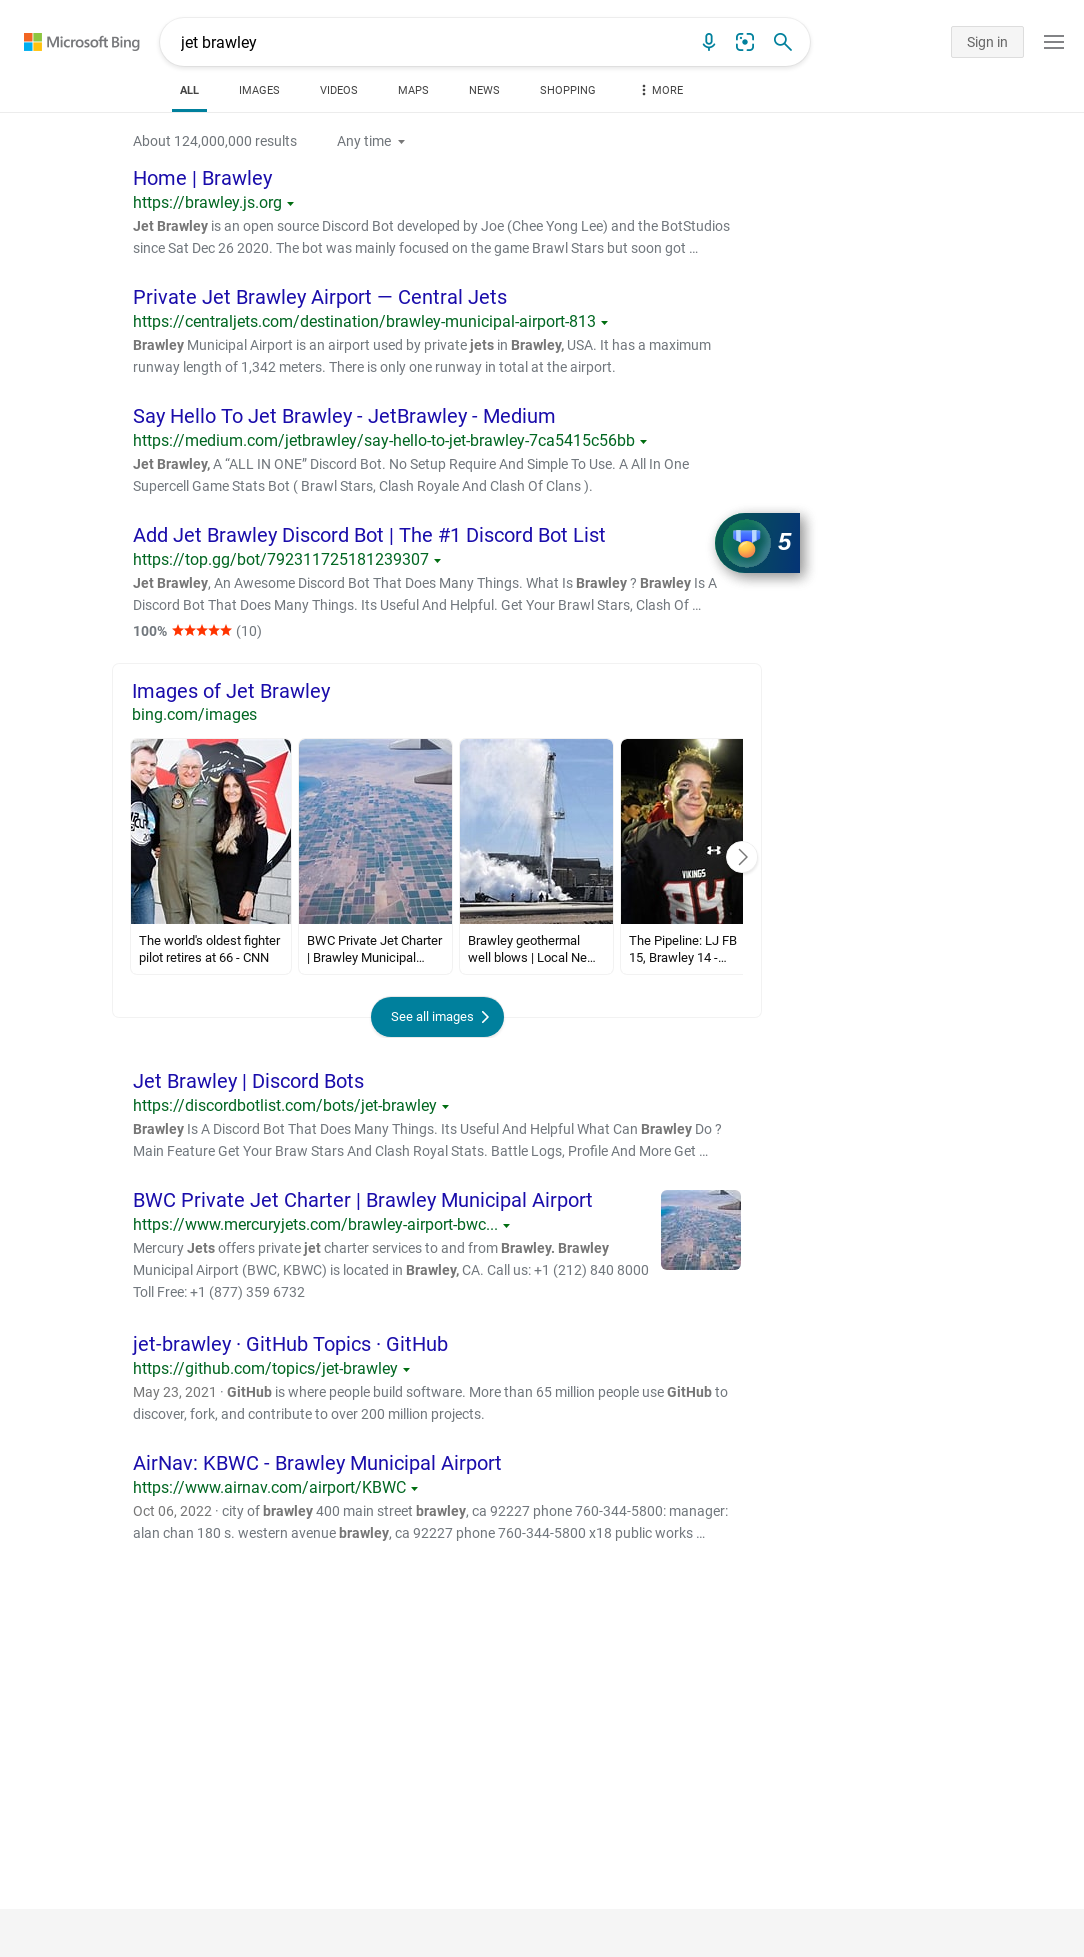 Microsoft Bing
jet brawley
Sign in
ALL IMAGES VIDEOS MAPS NEWS SHOPPING MORE
About 124,000,000 results Any time
Home | Brawley
https://brawley.js.org
Jet Brawley is an open source Discord Bot developed by Joe (Chee Yong Lee) and the BotStudios
since Sat Dec 26 2020. The bot was mainly focused on the game Brawl Stars but soon got ...
Private Jet Brawley Airport — Central Jets
https://centraljets.com/destination/brawley-municipal-airport-813
Brawley Municipal Airport is an airport used by private jets in Brawley, USA. It has a maximum
runway length of 1,342 meters. There is only one runway in total at the airport.
Say Hello To Jet Brawley - JetBrawley - Medium
https://medium.com/jetbrawley/say-hello-to-jet-brawley-7ca5415c56bb
Jet Brawley, A “ALL IN ONE” Discord Bot. No Setup Require And Simple To Use. A All In One
Supercell Game Stats Bot ( Brawl Stars, Clash Royale And Clash Of Clans ).
Add Jet Brawley Discord Bot | The #1 Discord Bot List
5
https://top.gg/bot/792311725181239307
Jet Brawley, An Awesome Discord Bot That Does Many Things. What Is Brawley ? Brawley Is A
Discord Bot That Does Many Things. Its Useful And Helpful. Get Your Brawl Stars, Clash Of ...
100% (10)
Images of Jet Brawley
bing.com/images
VIKINGS
84
The world's oldest fighter
pilot retires at 66 - CNN
BWC Private Jet Charter
| Brawley Municipal...
Brawley geothermal
well blows | Local Ne...
The Pipeline: LJ FB
15, Brawley 14 -...
See all images
Jet Brawley | Discord Bots
https://discordbotlist.com/bots/jet-brawley
Brawley Is A Discord Bot That Does Many Things. Its Useful And Helpful What Can Brawley Do ?
Main Feature Get Your Braw Stars And Clash Royal Stats. Battle Logs, Profile And More Get ...
BWC Private Jet Charter | Brawley Municipal Airport
https://www.mercuryjets.com/brawley-airport-bwc...
Mercury Jets offers private jet charter services to and from Brawley. Brawley
Municipal Airport (BWC, KBWC) is located in Brawley, CA. Call us: +1 (212) 840 8000
Toll Free: +1 (877) 359 6732
jet-brawley · GitHub Topics · GitHub
https://github.com/topics/jet-brawley
May 23, 2021 · GitHub is where people build software. More than 65 million people use GitHub to
discover, fork, and contribute to over 200 million projects.
AirNav: KBWC - Brawley Municipal Airport
https://www.airnav.com/airport/KBWC
Oct 06, 2022 · city of brawley 400 main street brawley, ca 92227 phone 760-344-5800: manager:
alan chan 180 s. western avenue brawley, ca 92227 phone 760-344-5800 x18 public works ...